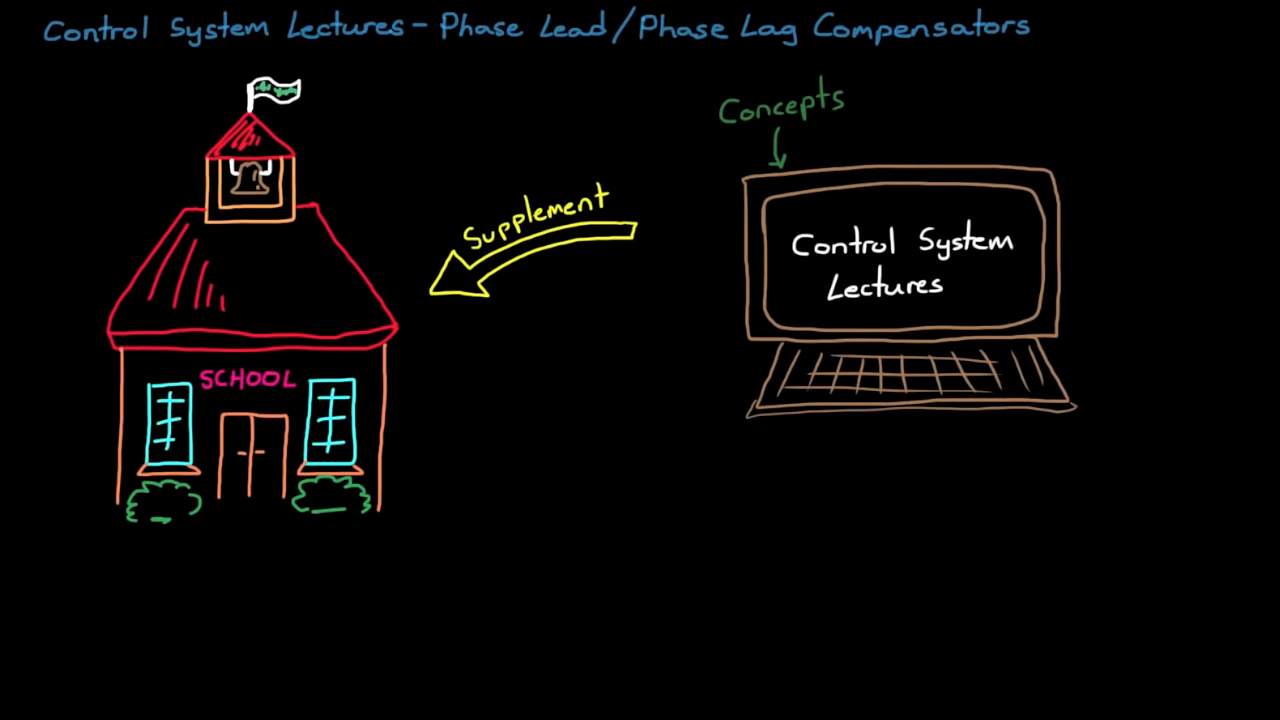 Control System Lectures - Phase Lead / Phase Lag Compensators
Concepts
Supplement
Control System
Lectures
SCHOOL